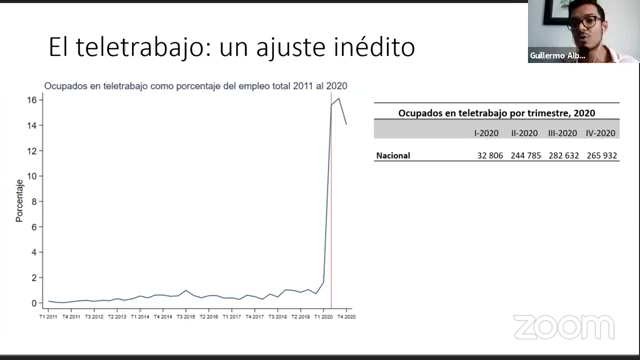 El teletrabajo: un ajuste inédito
Guillermo Alb...
Ocupados en teletrabajo como porcentaje del empleo total 2011 al 2020
Porcentaje
16
14
12
10
8
6
4
2
0
T1 2011 T4 2011 T3 2012 T2 2013 T1 2014 T4 2014 T3 2015 T2 2016 T1 2017 T4 2017 T3 2018 T2 2019 T1 2020 T4 2020
Ocupados en teletrabajo por trimestre, 2020
I-2020 II-2020 III-2020 IV-2020
Nacional 32 806 244 785 282 632 265 932
zoom